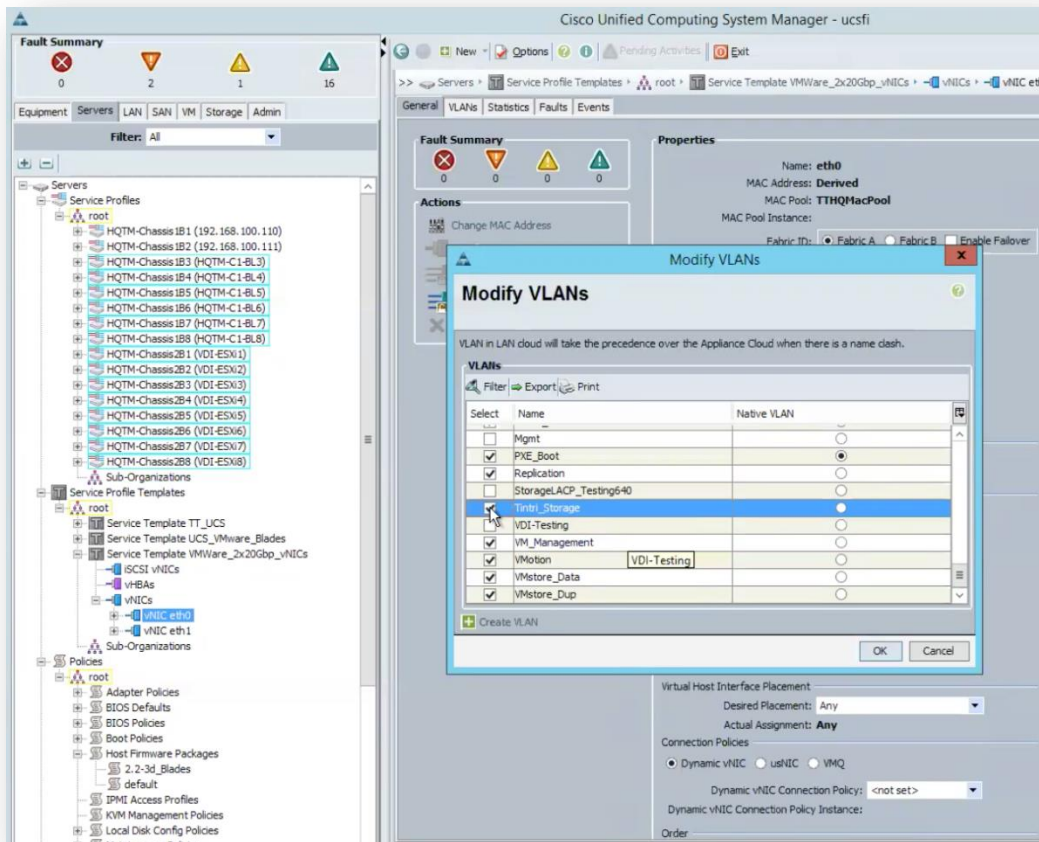 Cisco Unified Computing System Manager - ucsfi
Fault Summary
0 2 1 16
New Options Pending Activities Exit
>> Servers Service Profile Templates root Service Template VMWare_2x20Gbp_vNICs vNICs vNIC et
Equipment Servers LAN SAN VM Storage Admin
Filter: All
Servers
Service Profiles
root
HQTM-Chassis1B1 (192.168.100.110)
HQTM-Chassis1B2 (192.168.100.111)
HQTM-Chassis1B3 (HQTM-C1-BL3)
HQTM-Chassis1B4 (HQTM-C1-BL4)
HQTM-Chassis1B5 (HQTM-C1-BL5)
HQTM-Chassis1B6 (HQTM-C1-BL6)
HQTM-Chassis1B7 (HQTM-C1-BL7)
HQTM-Chassis1B8 (HQTM-C1-BL8)
HQTM-Chassis2B1 (VDI-ESXi1)
HQTM-Chassis2B2 (VDI-ESXi2)
HQTM-Chassis2B3 (VDI-ESXi3)
HQTM-Chassis2B4 (VDI-ESXi4)
HQTM-Chassis2B5 (VDI-ESXi5)
HQTM-Chassis2B6 (VDI-ESXi6)
HQTM-Chassis2B7 (VDI-ESXi7)
HQTM-Chassis2B8 (VDI-ESXi8)
Sub-Organizations
Service Profile Templates
root
Service Template TT_UCS
Service Template UCS_VMware_Blades
Service Template VMWare_2x20Gbp_vNICs
iSCSI vNICs
vHBAs
vNICs
vNIC eth0
vNIC eth1
Sub-Organizations
Policies
root
Adapter Policies
BIOS Defaults
BIOS Policies
Boot Policies
Host Firmware Packages
2.2-3d_Blades
default
IPMI Access Profiles
KVM Management Policies
Local Disk Config Policies
General VLANs Statistics Faults Events
Fault Summary
0 0 0 0
Actions
Change MAC Address
Properties
Name: eth0
MAC Address: Derived
MAC Pool: TTHQMacPool
MAC Pool Instance:
Fabric ID: Fabric A Fabric B Enable Failover
Modify VLANs
Modify VLANs
VLAN in LAN cloud will take the precedence over the Appliance Cloud when there is a name clash.
VLANs
Filter Export Print
Select Name Native VLAN
Mgmt
PXE_Boot
Replication
StorageLACP_Testing640
Tintri_Storage
VDI-Testing
VM_Management
VMotion VDI-Testing
VMstore_Data
VMstore_Dup
Create VLAN
OK Cancel
Virtual Host Interface Placement
Desired Placement: Any
Actual Assignment: Any
Connection Policies
Dynamic vNIC usNIC VMQ
Dynamic vNIC Connection Policy: <not set>
Dynamic vNIC Connection Policy Instance:
Order